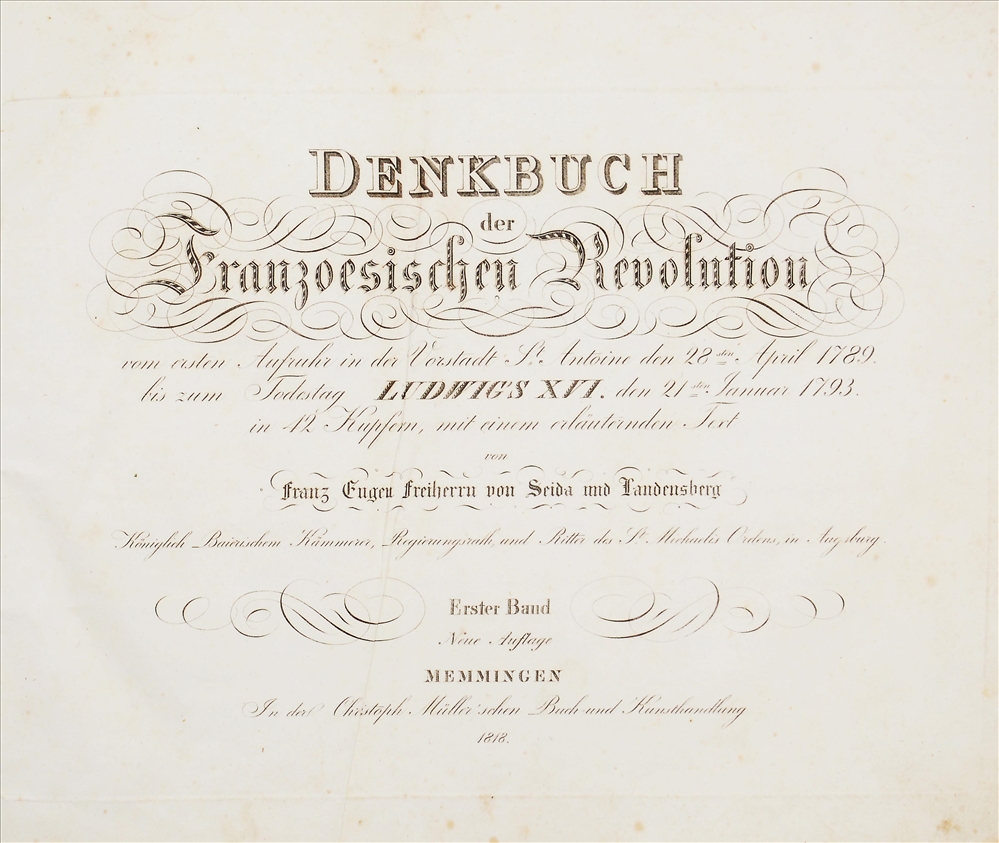 DENKBUCH
der
Franzoesischen Revolution
vom ersten Aufruhr in der Vorstadt St. Antoine den 28sten April 1789.
bis zum Todestag LUDWIGS XVI. den 21sten Januar 1793.
in 12 Kupfern, mit einem erläuternden Text
von
Franz Eugen Freiherrn von Seida und Landensberg
Königlich Baierischem Kämmerer, Regierungsrath, und Ritter des St. Michaelis Ordens, in Augsburg.
Erster Band
Neue Auflage
MEMMINGEN
In der Christoph Müller'schen Buch und Kunsthandlung
1818.